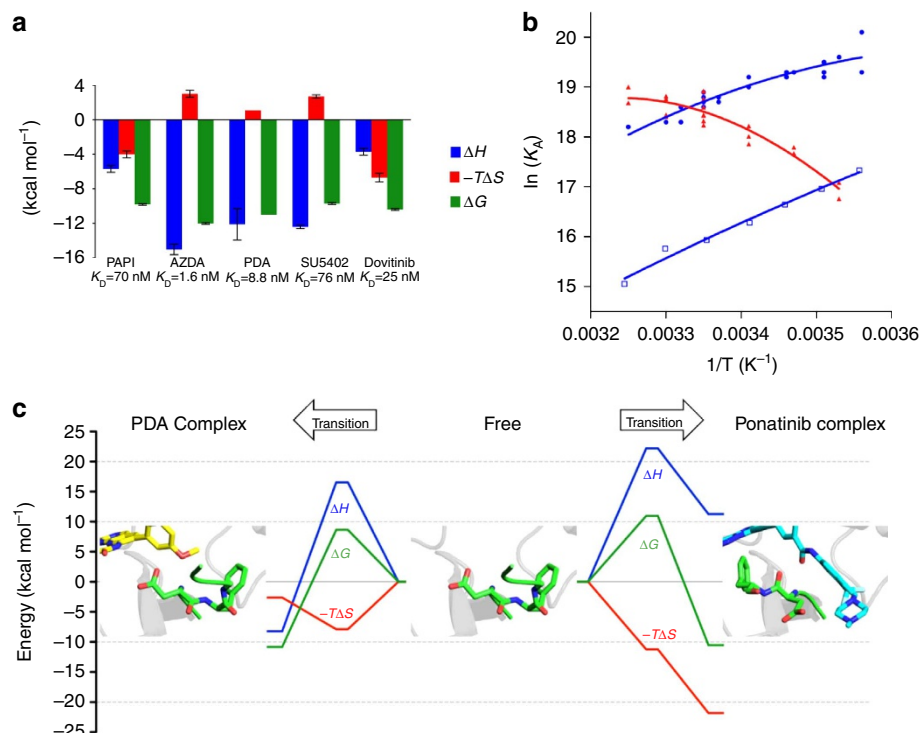 a
(kcal mol⁻¹)
4
0
−4
−8
−12
−16
PAPI AZDA PDA SU5402 Dovitinib
K_D=70 nM K_D=1.6 nM K_D=8.8 nM K_D=76 nM K_D=25 nM
ΔH
−TΔS
ΔG
b
ln (K_A)
20
19
18
17
16
15
0.0032 0.0033 0.0034 0.0035 0.0036
1/T (K⁻¹)
c
PDA Complex Transition Free Transition Ponatinib complex
Energy (kcal mol⁻¹)
25
20
15
10
5
0
−5
−10
−15
−20
−25
ΔH
ΔG
−TΔS
ΔH
ΔG
−TΔS